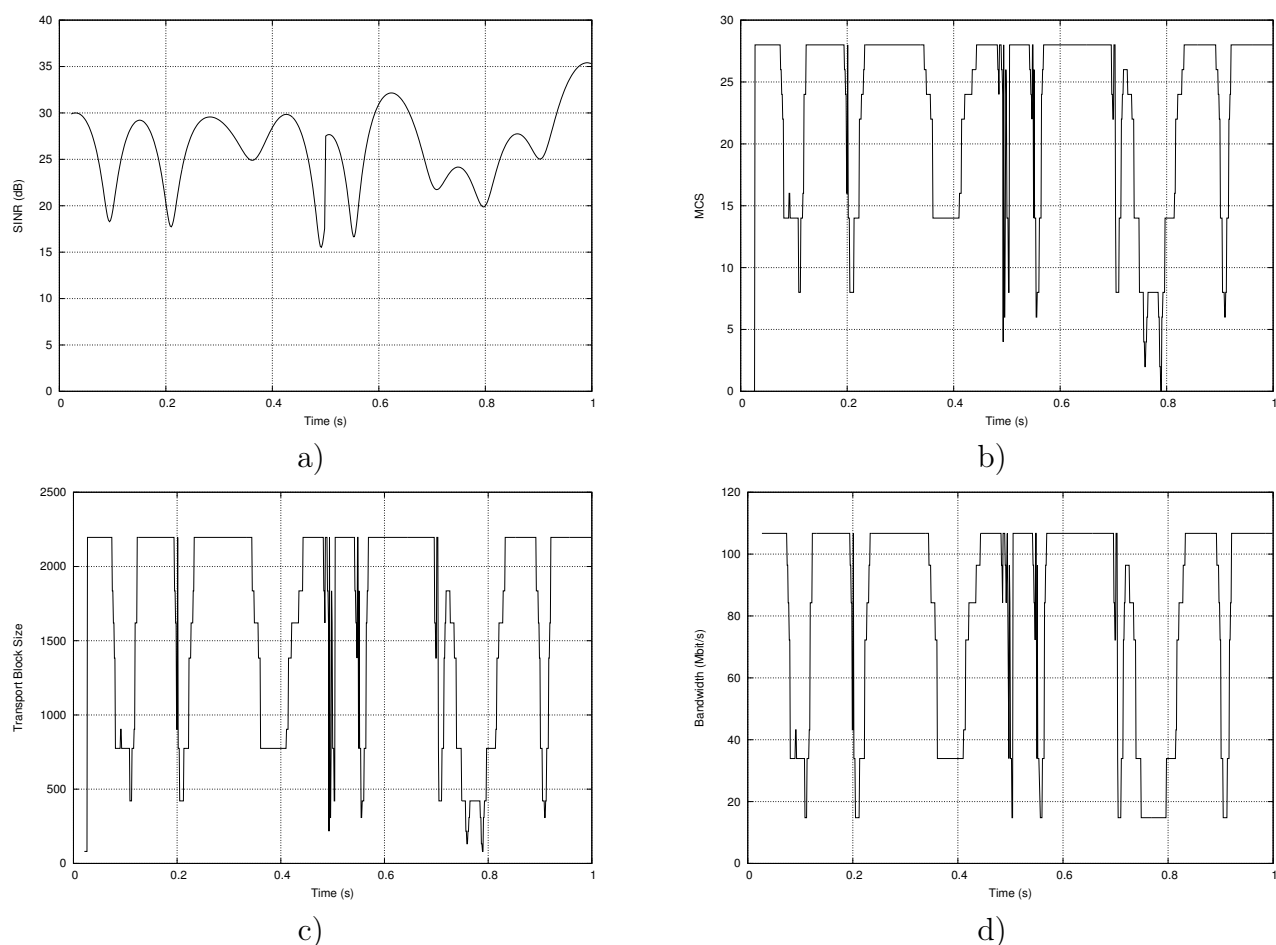 40
35
30
25
20
15
10
5
0
SINR (dB)
0 0.2 0.4 0.6 0.8 1
Time (s)
a)
30
25
20
15
10
5
0
MCS
0 0.2 0.4 0.6 0.8 1
Time (s)
b)
2500
2000
1500
1000
500
0
Transport Block Size
0 0.2 0.4 0.6 0.8 1
Time (s)
c)
120
100
80
60
40
20
0
Bandwidth (Mbit/s)
0 0.2 0.4 0.6 0.8 1
Time (s)
d)